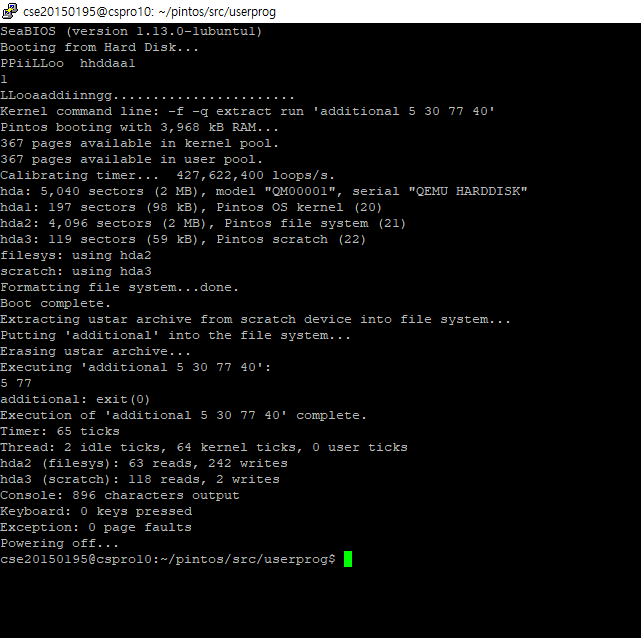 cse20150195@cspro10: ~/pintos/src/userprog
SeaBIOS (version 1.13.0-1ubuntu1)
Booting from Hard Disk...
PPiiLLoo  hhddaa1
1
LLooaaddiinngg.......................
Kernel command line: -f -q extract run 'additional 5 30 77 40'
Pintos booting with 3,968 kB RAM...
367 pages available in kernel pool.
367 pages available in user pool.
Calibrating timer...  427,622,400 loops/s.
hda: 5,040 sectors (2 MB), model "QM00001", serial "QEMU HARDDISK"
hda1: 197 sectors (98 kB), Pintos OS kernel (20)
hda2: 4,096 sectors (2 MB), Pintos file system (21)
hda3: 119 sectors (59 kB), Pintos scratch (22)
filesys: using hda2
scratch: using hda3
Formatting file system...done.
Boot complete.
Extracting ustar archive from scratch device into file system...
Putting 'additional' into the file system...
Erasing ustar archive...
Executing 'additional 5 30 77 40':
5 77
additional: exit(0)
Execution of 'additional 5 30 77 40' complete.
Timer: 65 ticks
Thread: 2 idle ticks, 64 kernel ticks, 0 user ticks
hda2 (filesys): 63 reads, 242 writes
hda3 (scratch): 118 reads, 2 writes
Console: 896 characters output
Keyboard: 0 keys pressed
Exception: 0 page faults
Powering off...
cse20150195@cspro10:~/pintos/src/userprog$